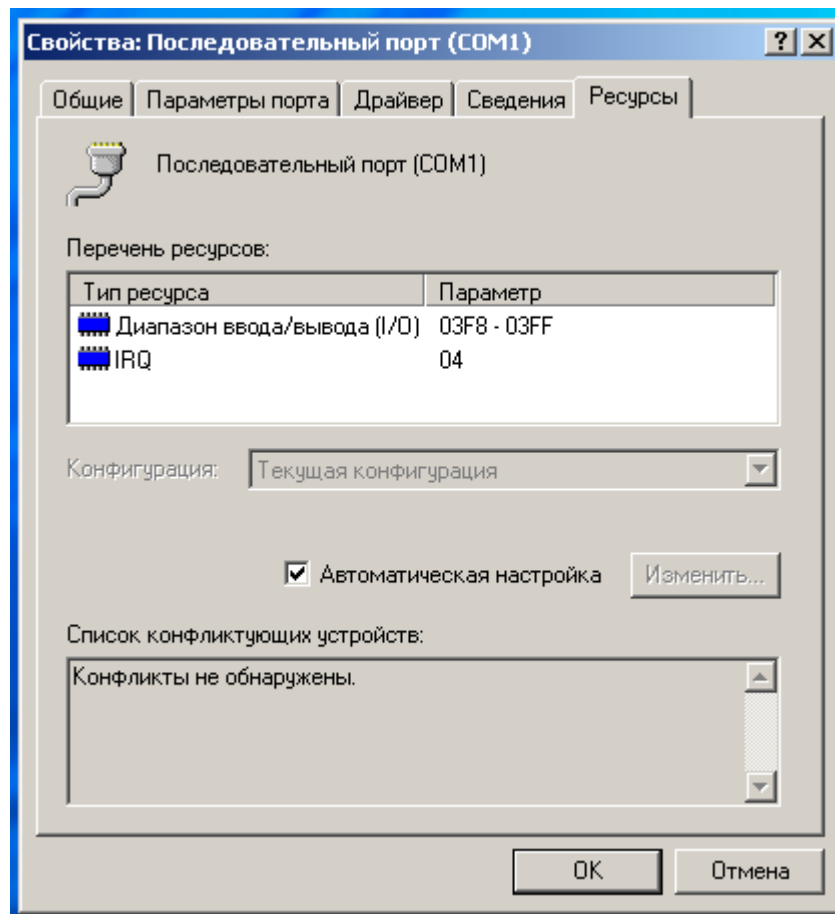 Свойства: Последовательный порт (COM1)
Общие Параметры порта Драйвер Сведения Ресурсы
Последовательный порт (COM1)
Перечень ресурсов:
Тип ресурса Параметр
Диапазон ввода/вывода (I/O) 03F8 - 03FF
IRQ 04
Конфигурация: Текущая конфигурация
Автоматическая настройка Изменить...
Список конфликтующих устройств:
Конфликты не обнаружены.
OK Отмена